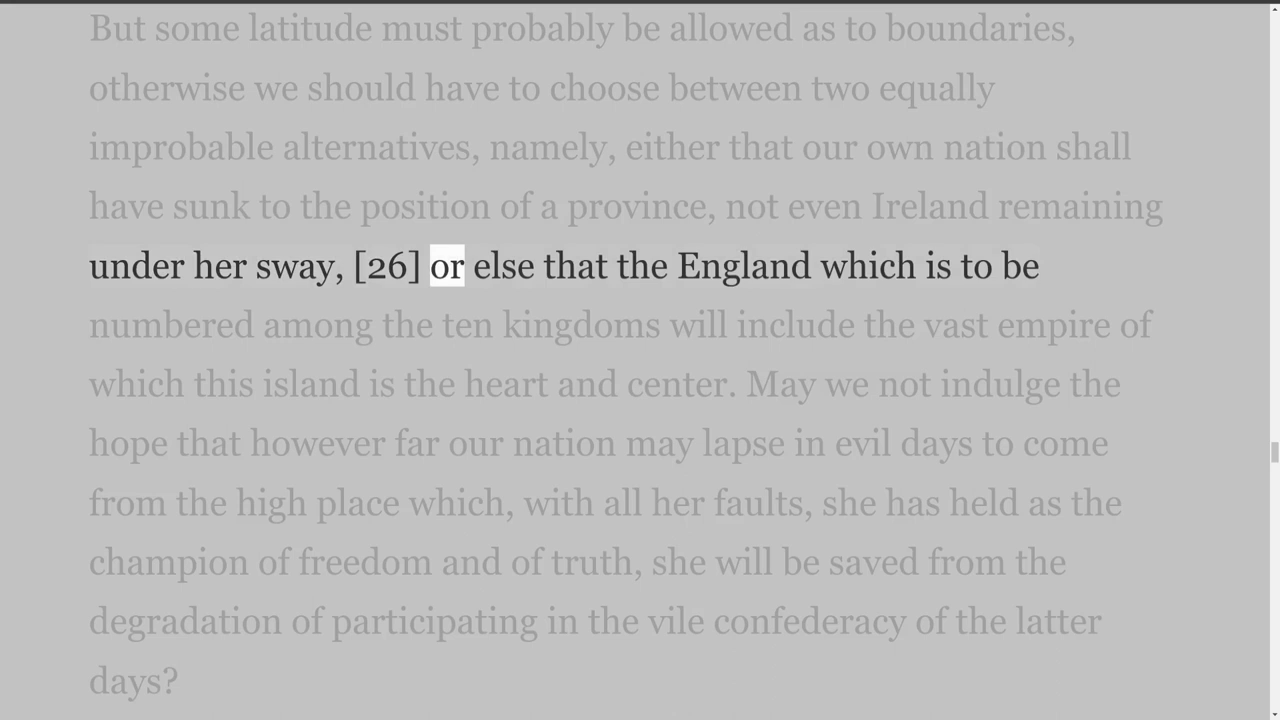 But some latitude must probably be allowed as to boundaries,
otherwise we should have to choose between two equally
improbable alternatives, namely, either that our own nation shall
have sunk to the position of a province, not even Ireland remaining
under her sway, [26] or else that the England which is to be
numbered among the ten kingdoms will include the vast empire of
which this island is the heart and center. May we not indulge the
hope that however far our nation may lapse in evil days to come
from the high place which, with all her faults, she has held as the
champion of freedom and of truth, she will be saved from the
degradation of participating in the vile confederacy of the latter
days?